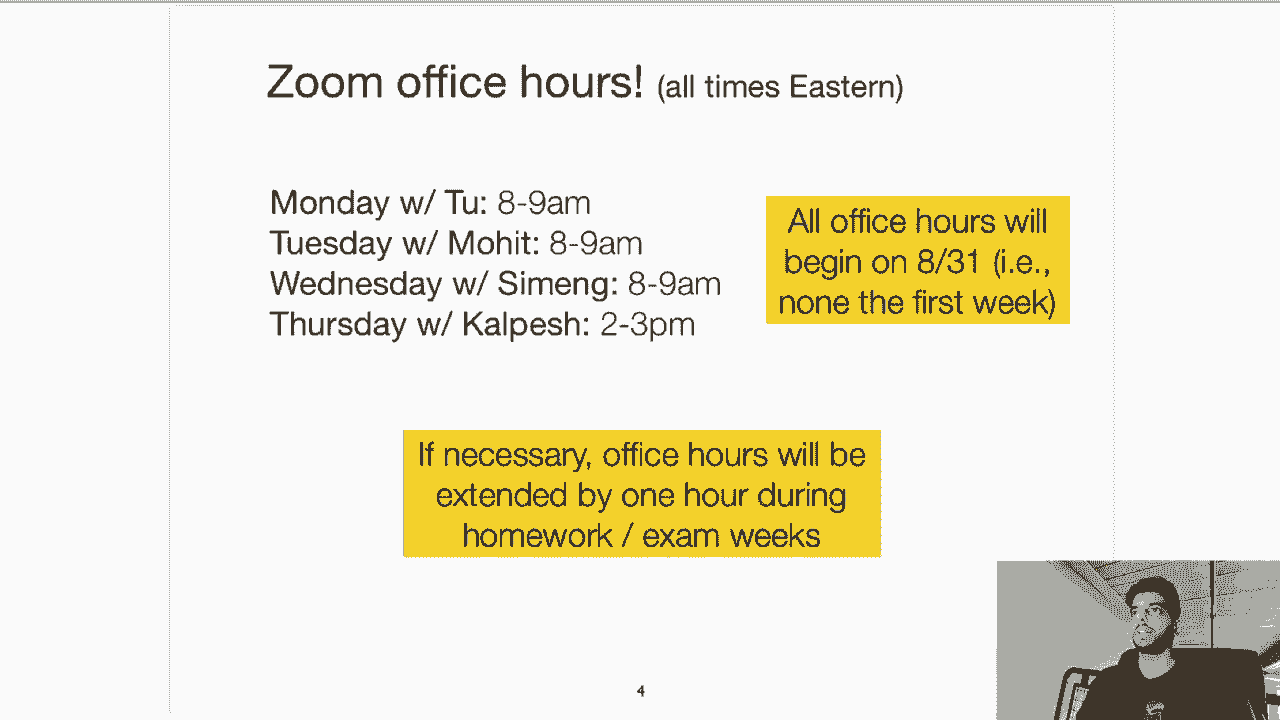 Zoom office hours! (all times Eastern)
Monday w/ Tu: 8-9am
Tuesday w/ Mohit: 8-9am
Wednesday w/ Simeng: 8-9am
Thursday w/ Kalpesh: 2-3pm
All office hours will
begin on 8/31 (i.e.,
none the first week)
If necessary, office hours will be
extended by one hour during
homework / exam weeks
4